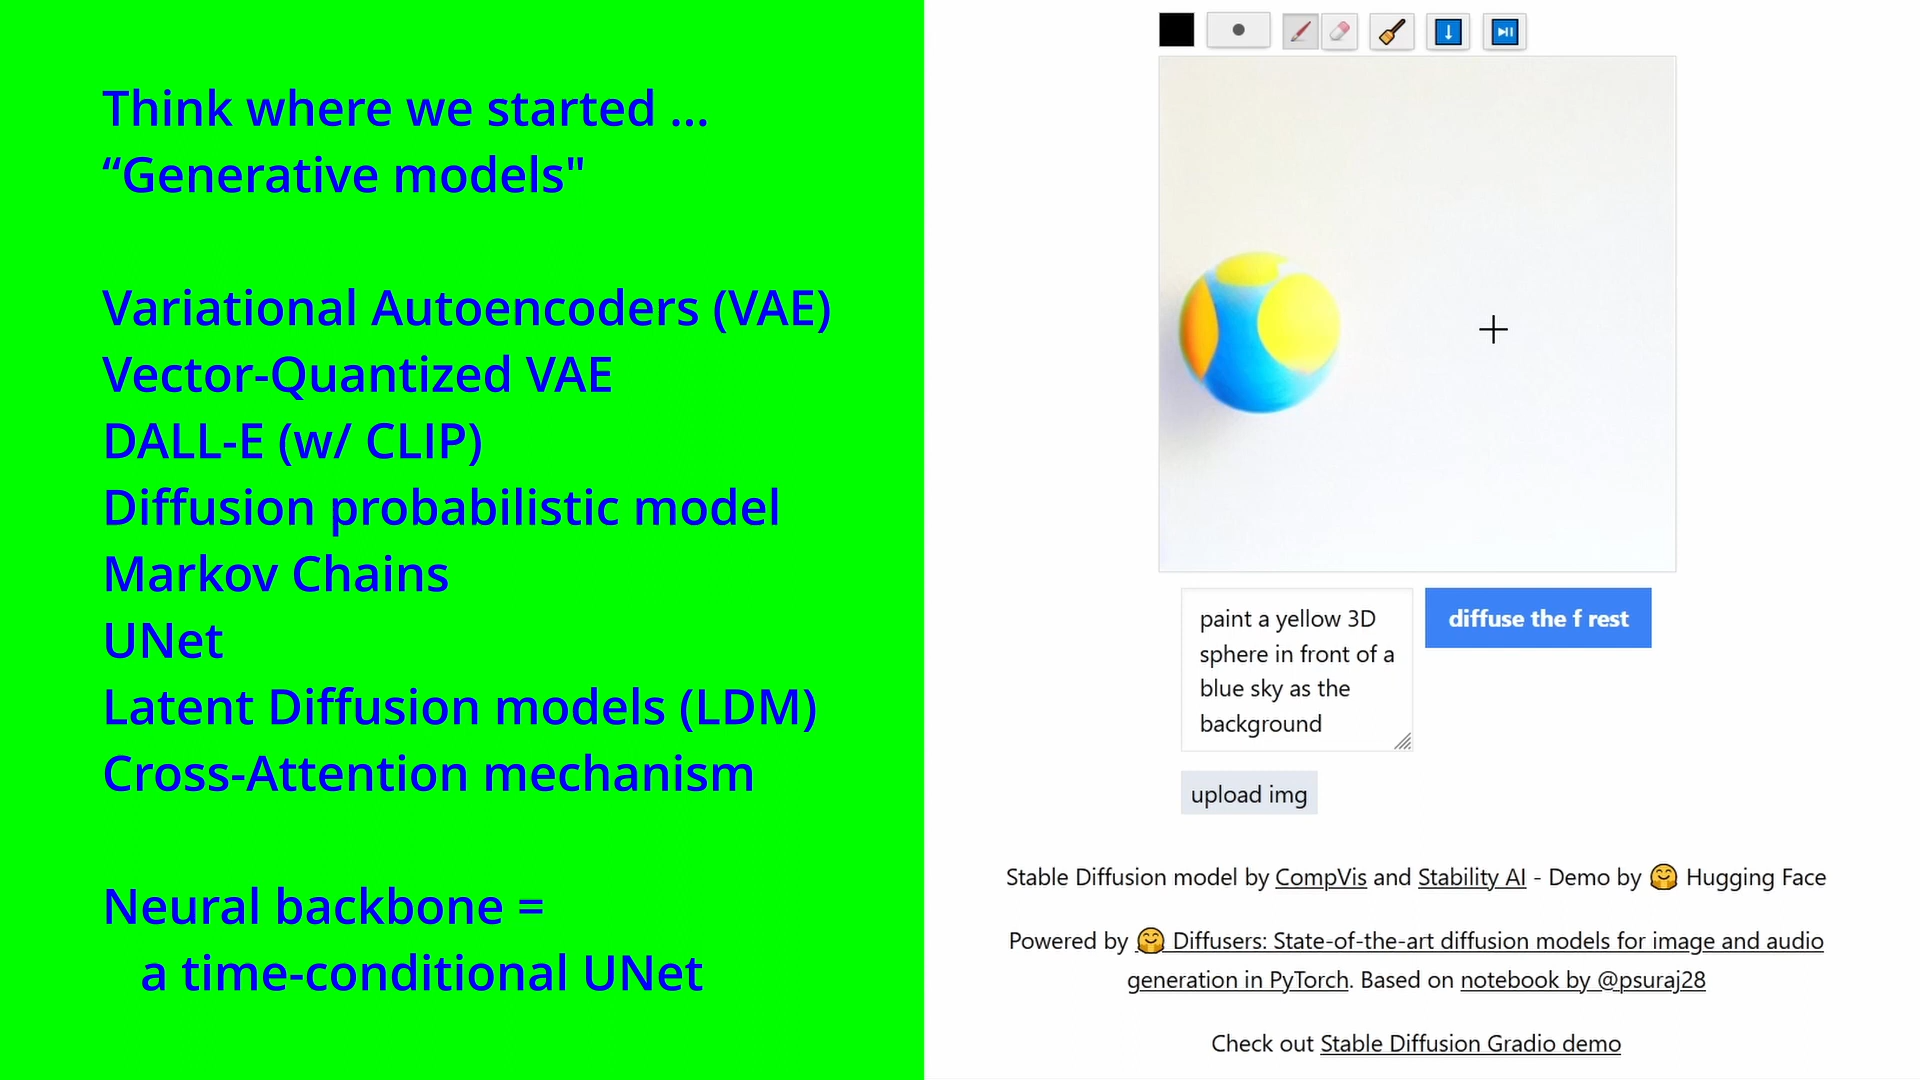 Think where we started ...
“Generative models"
Variational Autoencoders (VAE)
Vector-Quantized VAE
DALL-E (w/ CLIP)
Diffusion probabilistic model
Markov Chains
UNet
Latent Diffusion models (LDM)
Cross-Attention mechanism
Neural backbone =
a time-conditional UNet
paint a yellow 3D
sphere in front of a
blue sky as the
background
diffuse the f rest
upload img
Stable Diffusion model by CompVis and Stability AI - Demo by 🤗 Hugging Face
Powered by 🤗 Diffusers: State-of-the-art diffusion models for image and audio
generation in PyTorch. Based on notebook by @psuraj28
Check out Stable Diffusion Gradio demo